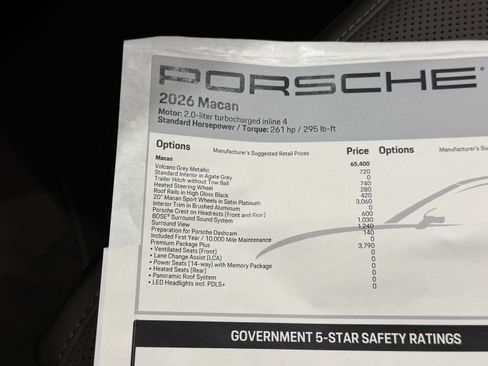 PORSCHE
2026 Macan
Motor: 2.0-liter turbocharged inline 4
Standard Horsepower / Torque: 261 hp / 295 lb-ft
Options Manufacturer's Suggested Retail Prices Price Options Manufacturer's Suggested Retail Prices
Macan 65,400
Volcano Grey Metallic 720
Standard Interior in Agate Grey 0
Trailer Hitch without Tow Ball 740
Heated Steering Wheel 280
Roof Rails in High Gloss Black 420
20" Macan Sport Wheels in Satin Platinum 3,060
Interior Trim in Brushed Aluminum 0
Porsche Crest on Headrests (Front and Rear) 600
BOSE® Surround Sound System 1,030
Surround View 1,240
Preparation for Porsche Dashcam 140
Included First Year / 10,000 Mile Maintenance 0
Premium Package Plus 3,790
• Ventilated Seats (Front) 0
• Lane Change Assist (LCA) 0
• Power Seats (14-way) with Memory Package 0
• Heated Seats (Rear) 0
• Panoramic Roof System 0
• LED Headlights incl. PDLS+ 0
GOVERNMENT 5-STAR SAFETY RATINGS